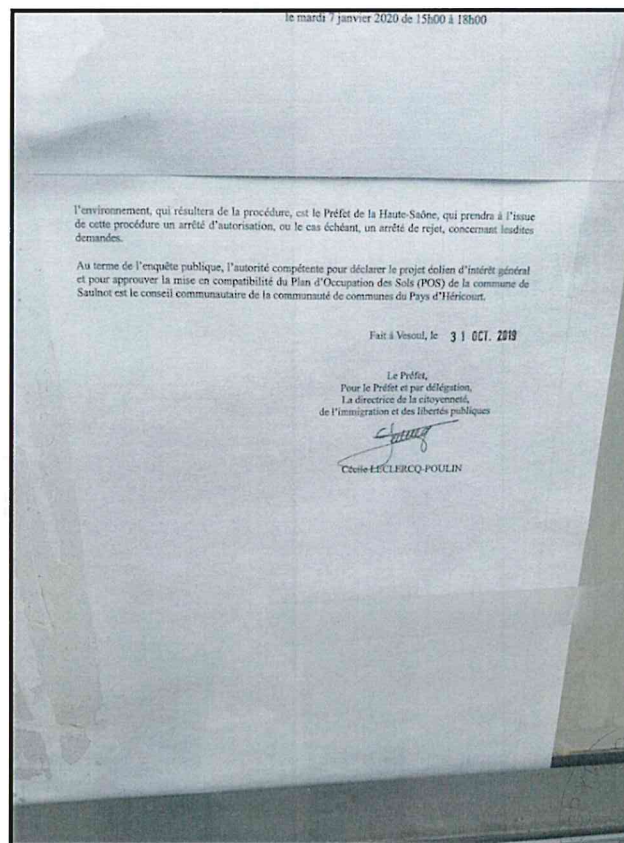 le mardi 7 janvier 2020 de 15h00 à 18h00
l'environnement, qui résultera de la procédure, est le Préfet de la Haute-Saône, qui prendra à l'issue
de cette procédure un arrêté d'autorisation, ou le cas échéant, un arrêté de rejet, concernant lesdites
demandes.
Au terme de l'enquête publique, l'autorité compétente pour déclarer le projet éolien d'intérêt général
et pour approuver la mise en compatibilité du Plan d'Occupation des Sols (POS) de la commune de
Saulnot est le conseil communautaire de la communauté de communes du Pays d'Héricourt.
Fait à Vesoul, le 31 OCT. 2019
Le Préfet,
Pour le Préfet et par délégation,
La directrice de la citoyenneté,
de l'immigration et des libertés publiques
Cécile LECLERCQ-POULIN